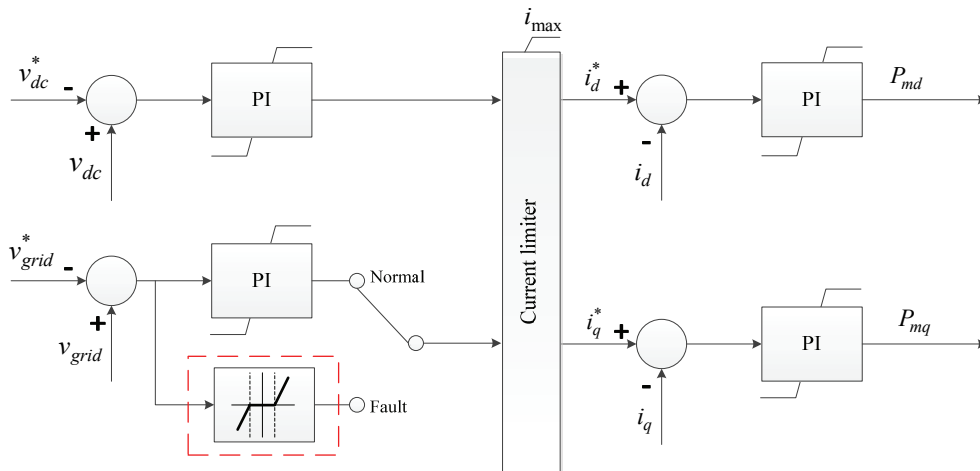 i_max
v*_dc
-
PI
+
v_dc
i*_d
+
-
i_d
PI
P_md
Current limiter
v*_grid
-
PI
Normal
+
v_grid
Fault
i*_q
+
-
i_q
PI
P_mq